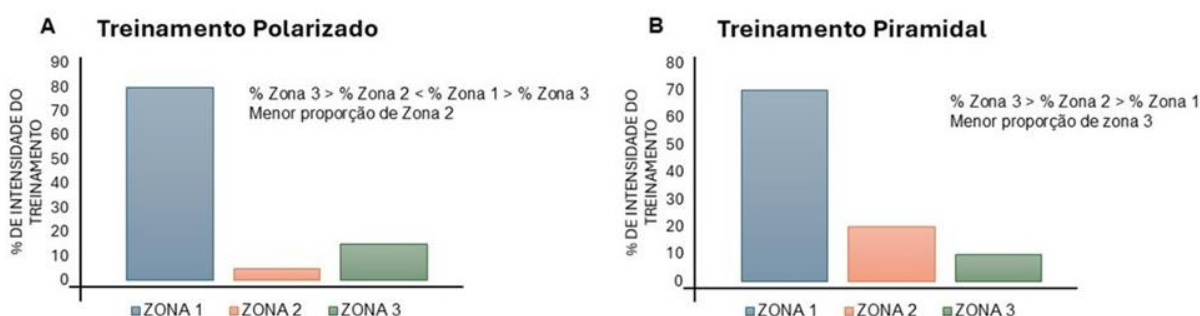 A Treinamento Polarizado
% DE INTENSIDADE DO
TREINAMENTO
90
80
70
60
50
40
30
20
10
0
% Zona 3 > % Zona 2 < % Zona 1 > % Zona 3
Menor proporção de Zona 2
ZONA 1 ZONA 2 ZONA 3
B Treinamento Piramidal
% DE INTENSIDADE DO
TREINAMENTO
80
70
60
50
40
30
20
10
0
% Zona 3 > % Zona 2 > % Zona 1
Menor proporção de zona 3
ZONA 1 ZONA 2 ZONA 3